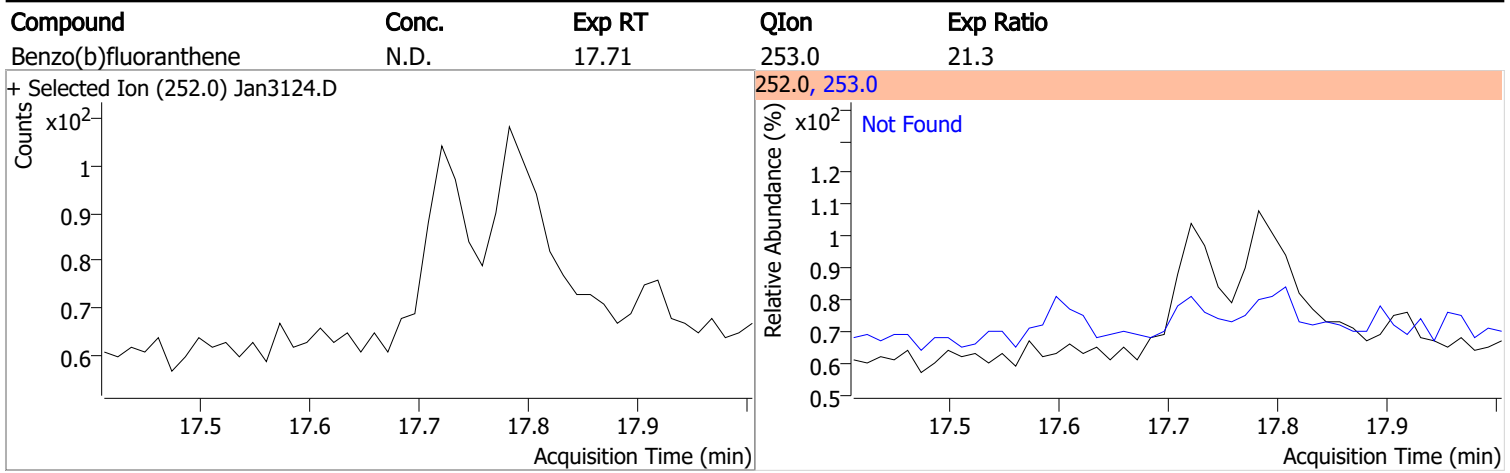 Compound Conc. Exp RT QIon Exp Ratio
Benzo(b)fluoranthene N.D. 17.71 253.0 21.3
+ Selected Ion (252.0) Jan3124.D
Counts
x10²
1
0.9
0.8
0.7
0.6
17.5 17.6 17.7 17.8 17.9
Acquisition Time (min)
252.0, 253.0
Relative Abundance (%)
x10²
Not Found
1.2
1.1
1
0.9
0.8
0.7
0.6
0.5
17.5 17.6 17.7 17.8 17.9
Acquisition Time (min)